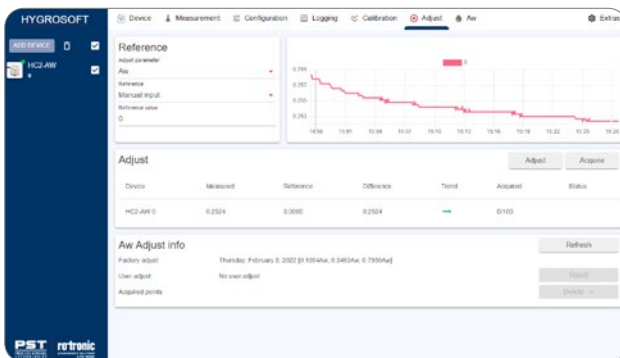 HYGROSOFT
Device Measurement Configuration Logging Calibration Adjust Aw Extras
ADD DEVICE
HC2-AW
Reference
Adjust parameter
Aw
Reference
Manual input
Reference value
0
Adjust
Adjust Acquire
Device Measured Reference Difference Trend Acquired Status
HC2-AW 0 0.2524 0.0000 0.2524 0/100
Aw Adjust info
Refresh
Factory adjust
User adjust No user adjust
Reset
Acquired points
Delete
PST rotronic